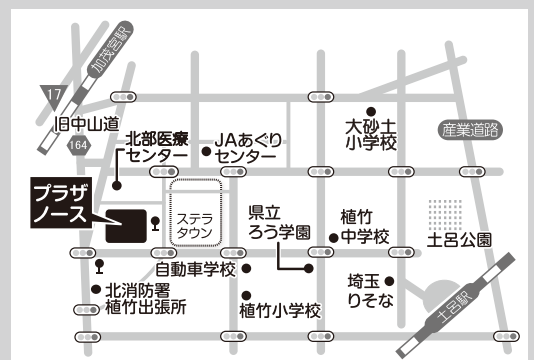 加茂宮駅
17
旧中山道
164
北部医療
センター
JAあぐり
センター
大砂土
小学校
産業道路
プラザ
ノース
ステラ
タウン
県立
ろう学園
植竹
中学校
土呂公園
自動車学校
北消防署
植竹出張所
植竹小学校
埼玉
りそな
土呂駅